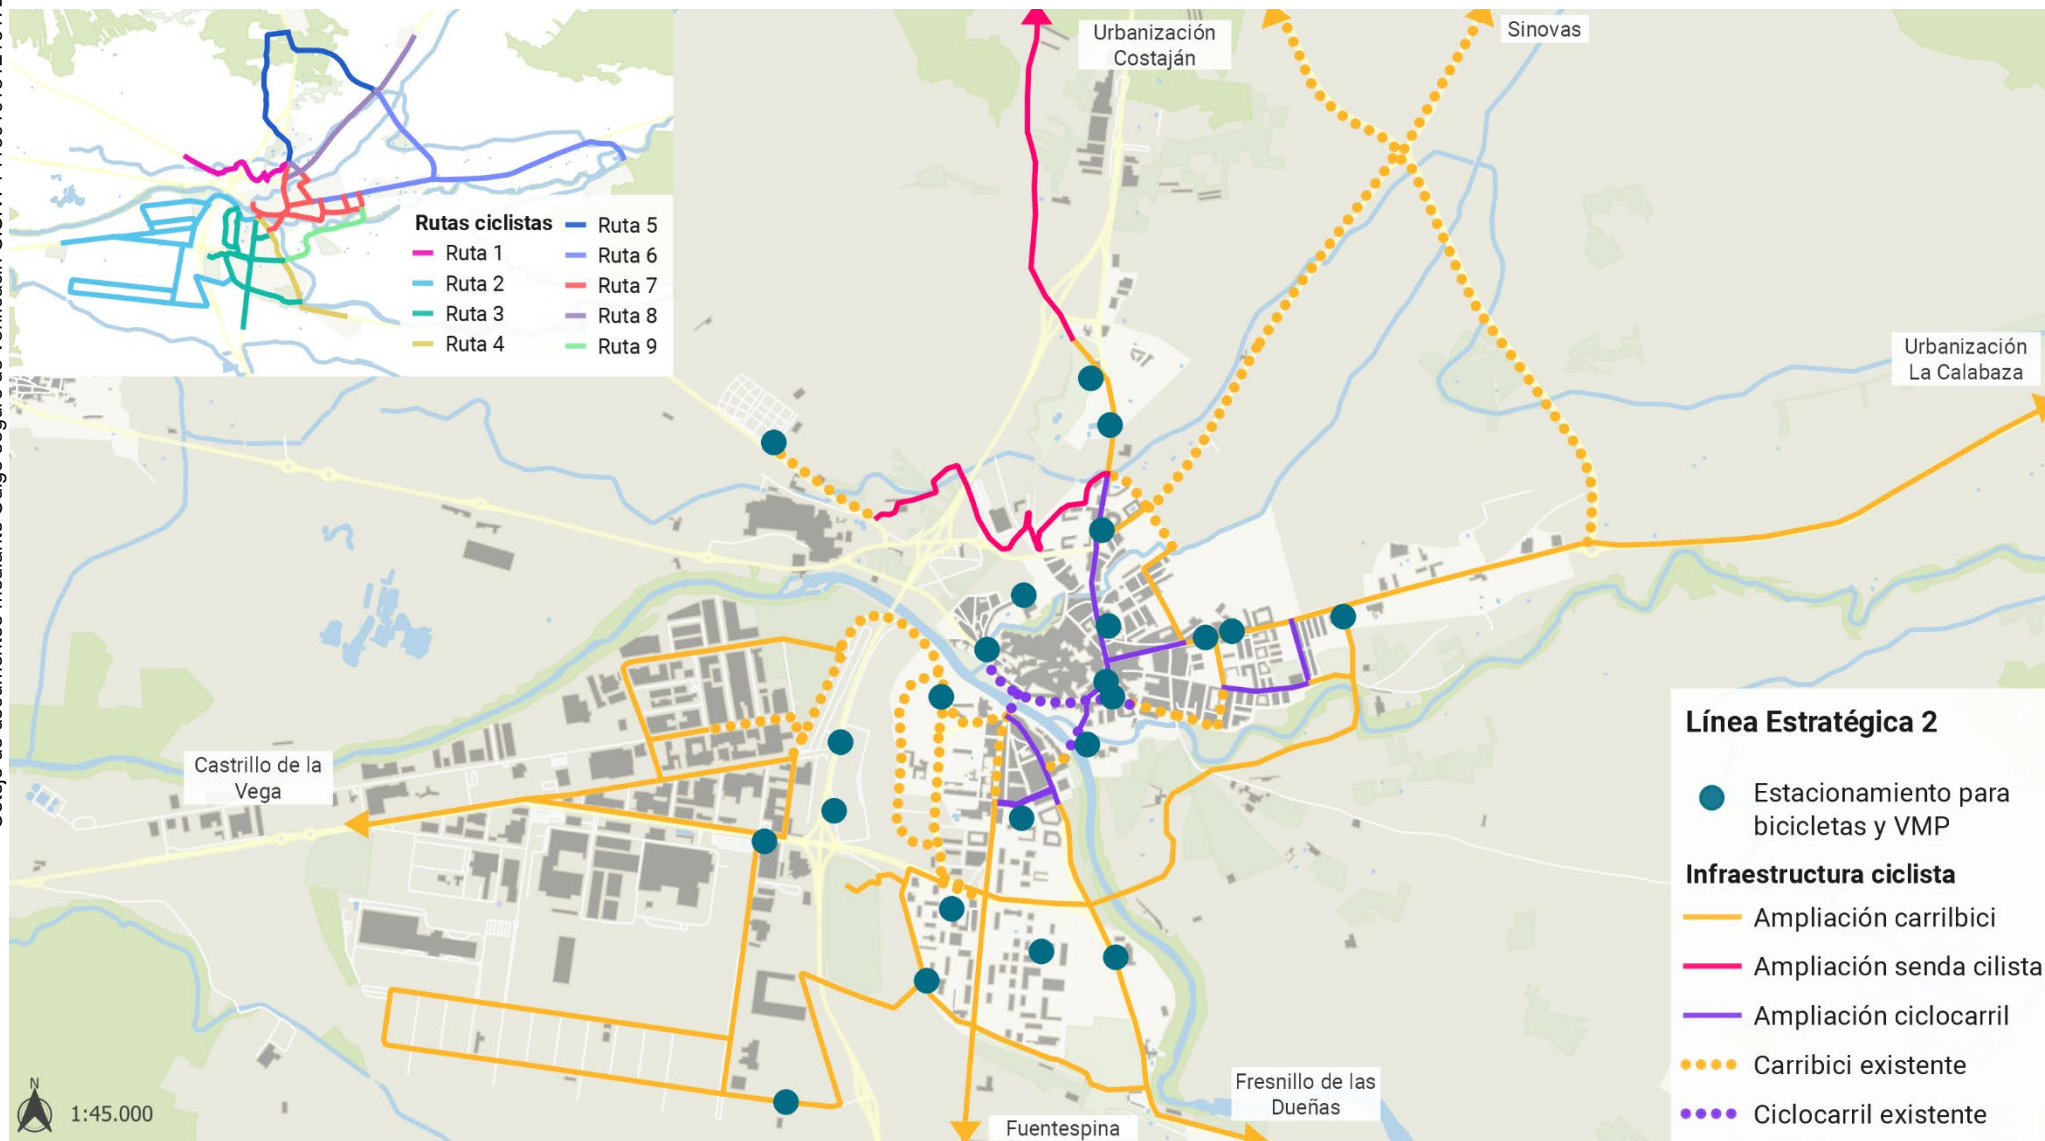 Rutas ciclistas
Ruta 1
Ruta 2
Ruta 3
Ruta 4
Ruta 5
Ruta 6
Ruta 7
Ruta 8
Ruta 9
Urbanización
Costaján
Sinovas
Urbanización
La Calabaza
Castrillo de la
Vega
Fresnillo de las
Dueñas
Fuentespina
N
1:45.000
Línea Estratégica 2
Estacionamiento para
bicicletas y VMP
Infraestructura ciclista
Ampliación carrilbici
Ampliación senda cilista
Ampliación ciclocarril
Carribici existente
Ciclocarril existente